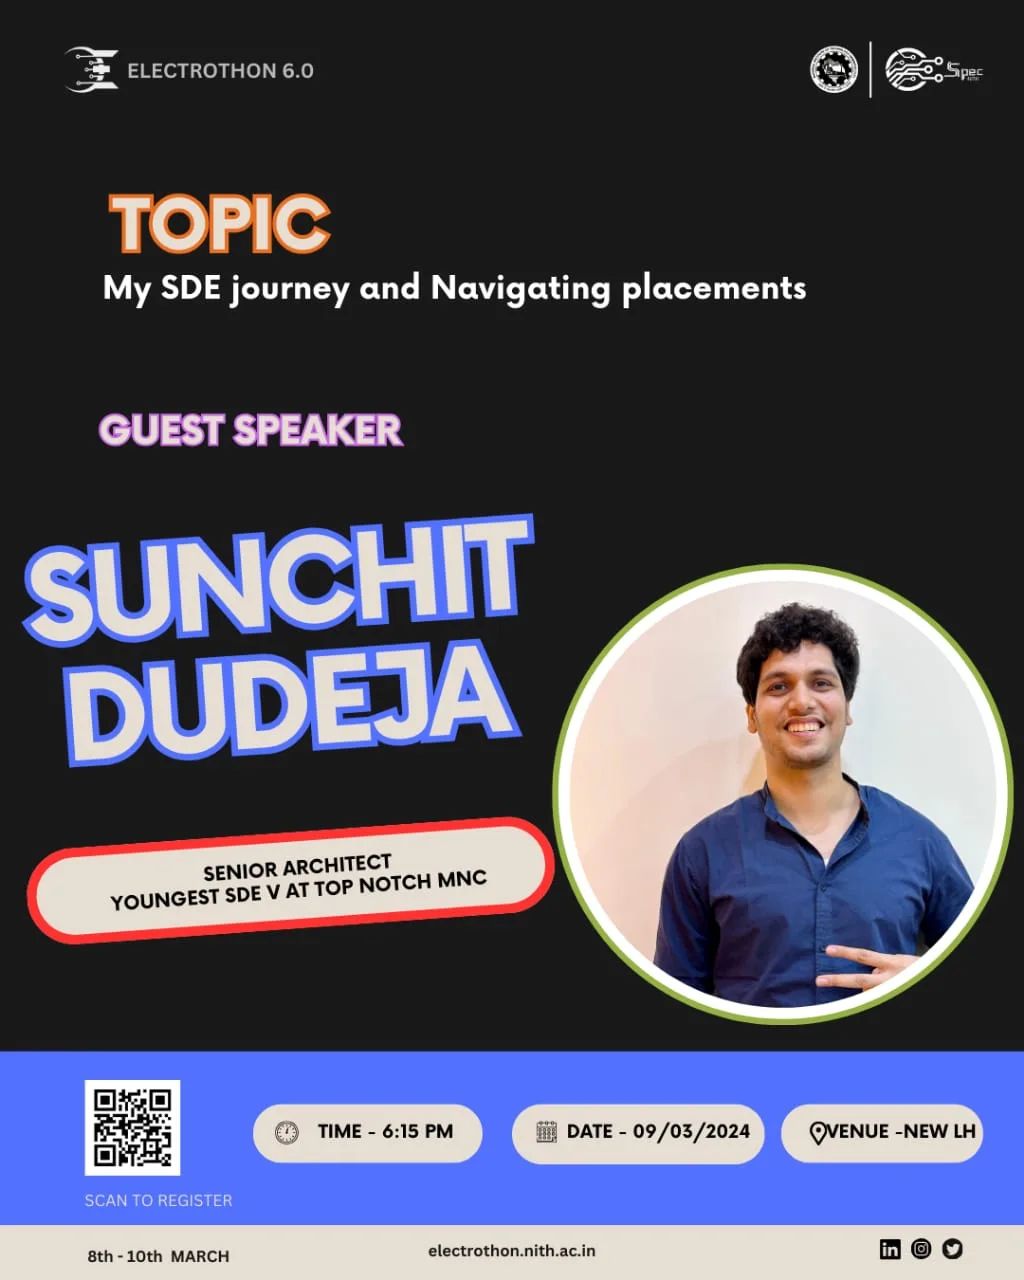 ELECTROTHON 6.0
Sipec
TOPIC
My SDE journey and Navigating placements
GUEST SPEAKER
SUNCHIT
DUDEJA
SENIOR ARCHITECT
YOUNGEST SDE V AT TOP NOTCH MNC
TIME - 6:15 PM
DATE - 09/03/2024
VENUE -NEW LH
SCAN TO REGISTER
8th - 10th MARCH
electrothon.nith.ac.in